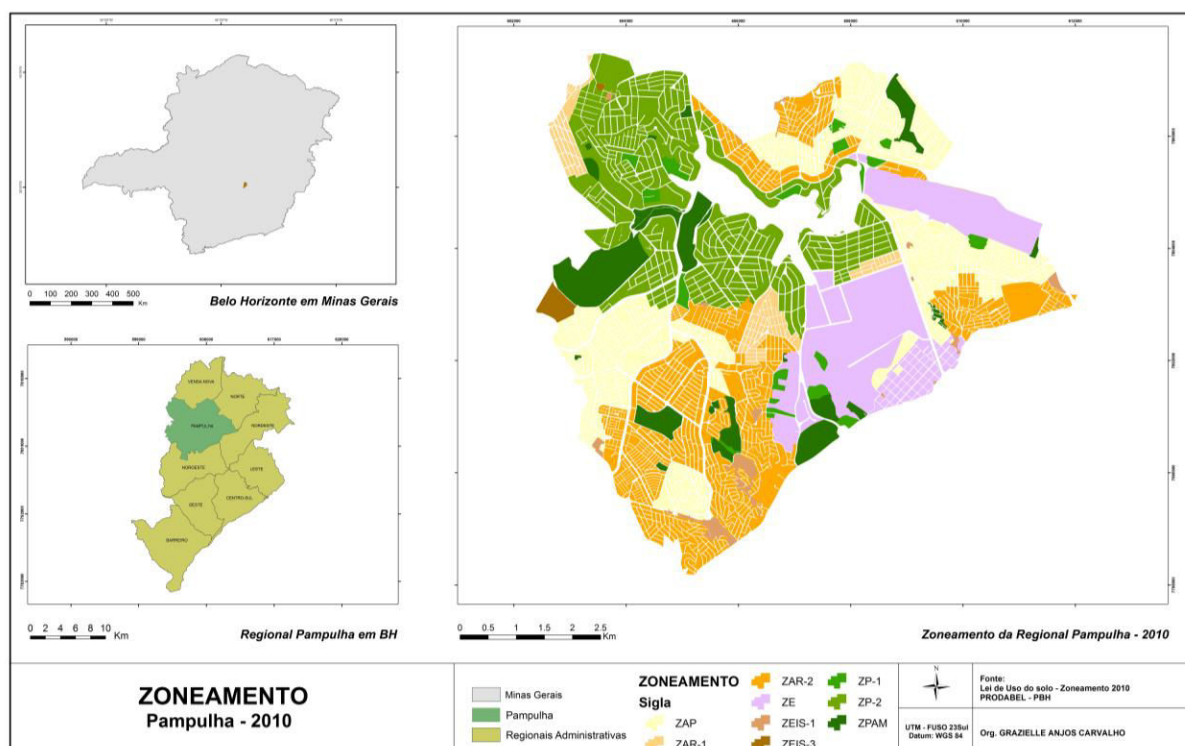 0 100 200 300 400 500
Km
Belo Horizonte em Minas Gerais
VENDA NOVA
NORTE
PAMPULHA
NORDESTE
NOROESTE
LESTE
OESTE
CENTRO-SUL
BARREIRO
0 2 4 6 8 10
Km
Regional Pampulha em BH
0 0.5 1 1.5 2 2.5
Km
Zoneamento da Regional Pampulha - 2010
ZONEAMENTO
Pampulha - 2010
Minas Gerais
Pampulha
Regionais Administrativas
ZONEAMENTO
Sigla
ZAP
ZAR-1
ZAR-2
ZE
ZEIS-1
ZEIS-3
ZP-1
ZP-2
ZPAM
N
UTM - FUSO 23Sul
Datum: WGS 84
Fonte:
Lei de Uso do solo - Zoneamento 2010
PRODABEL - PBH
Org. GRAZIELLE ANJOS CARVALHO